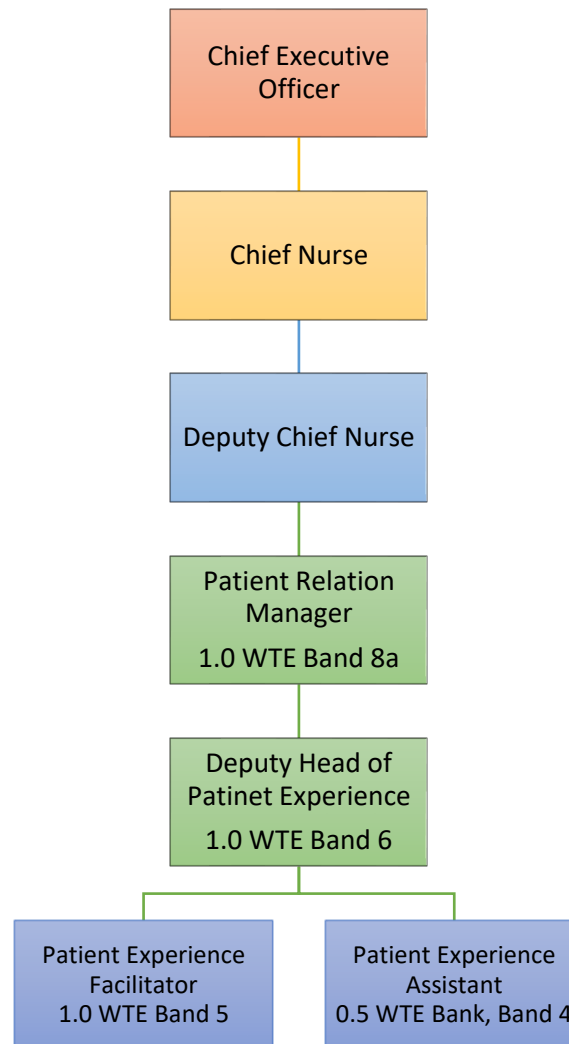 Chief Executive
Officer
Chief Nurse
Deputy Chief Nurse
Patient Relation
Manager
1.0 WTE Band 8a
Deputy Head of
Patinet Experience
1.0 WTE Band 6
Patient Experience
Facilitator
1.0 WTE Band 5
Patient Experience
Assistant
0.5 WTE Bank, Band 4